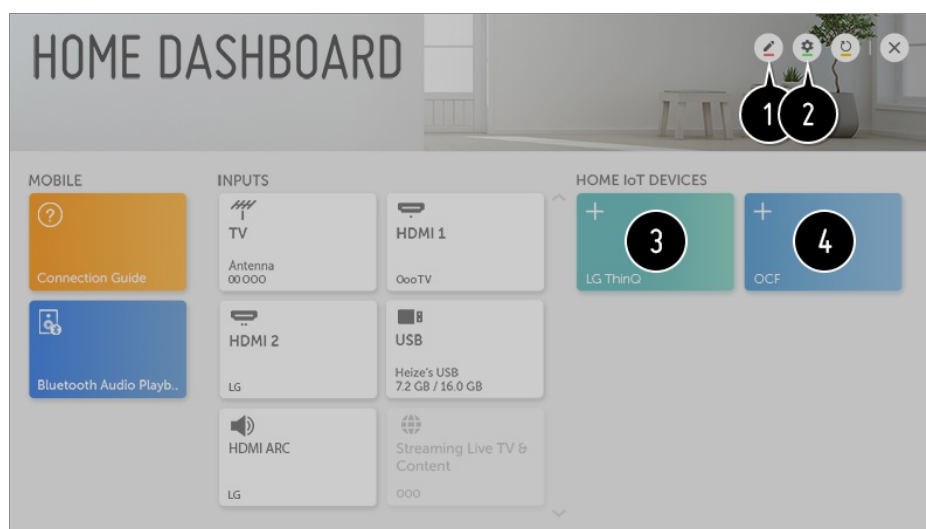 HOME DASHBOARD
1
2
MOBILE
INPUTS
HOME IoT DEVICES
?
Connection Guide
TV
Antenna
00000
HDMI 1
OooTV
3
LG ThinQ
4
OCF
Bluetooth Audio Playb..
HDMI 2
LG
USB
Heize's USB
7.2 GB / 16.0 GB
HDMI ARC
LG
Streaming Live TV &
Content
000